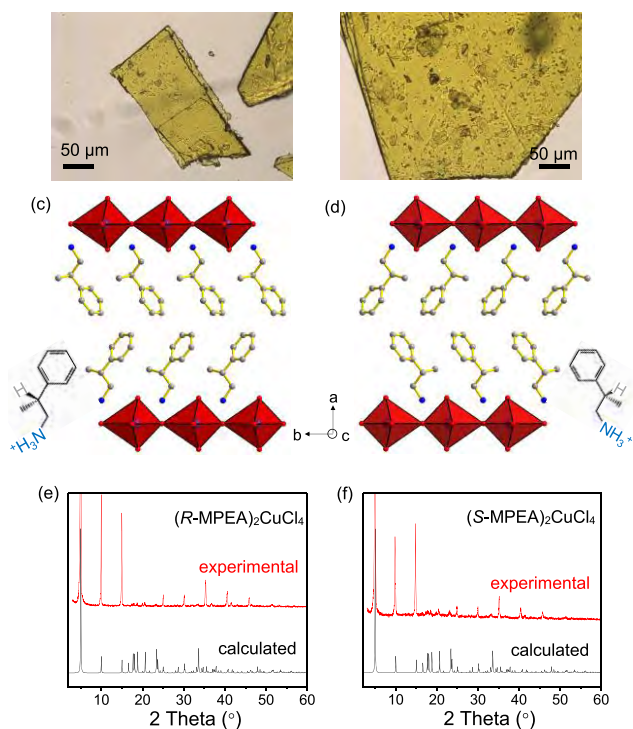 50 µm
50 µm
(c)
(d)
H
⁺H₃N
a
b
c
H
NH₃⁺
(e)
(R-MPEA)₂CuCl₄
experimental
calculated
10 20 30 40 50 60
2 Theta (°)
(f)
(S-MPEA)₂CuCl₄
experimental
calculated
10 20 30 40 50 60
2 Theta (°)